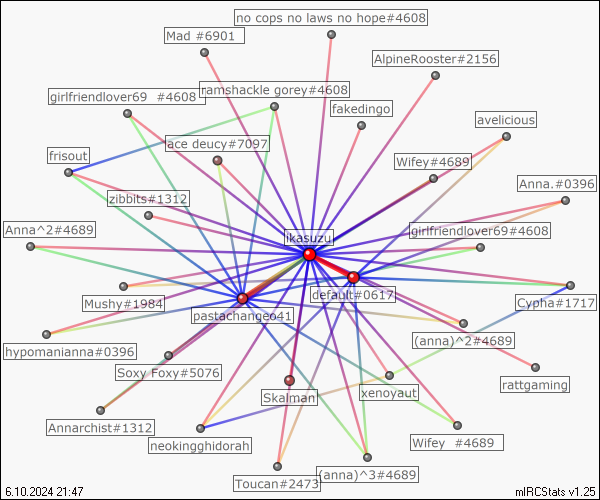 no cops no laws no hope#4608
Mad #6901
AlpineRooster#2156
girlfriendlover69 #4608
ramshackle gorey#4608
fakedingo
avelicious
ace deucy#7097
frisout
Wifey#4689
Anna.#0396
zibbits#1312
Anna^2#4689
ikasuzu
girlfriendlover69#4608
Mushy#1984
default#0617
Cypha#1717
pastachangeo41
(anna)^2#4689
hypomanianna#0396
Soxy Foxy#5076
rattgaming
Skalman
xenoyaut
Annarchist#1312
neokingghidorah
Wifey #4689
Toucan#2473
(anna)^3#4689
6.10.2024 21:47
mIRCStats v1.25